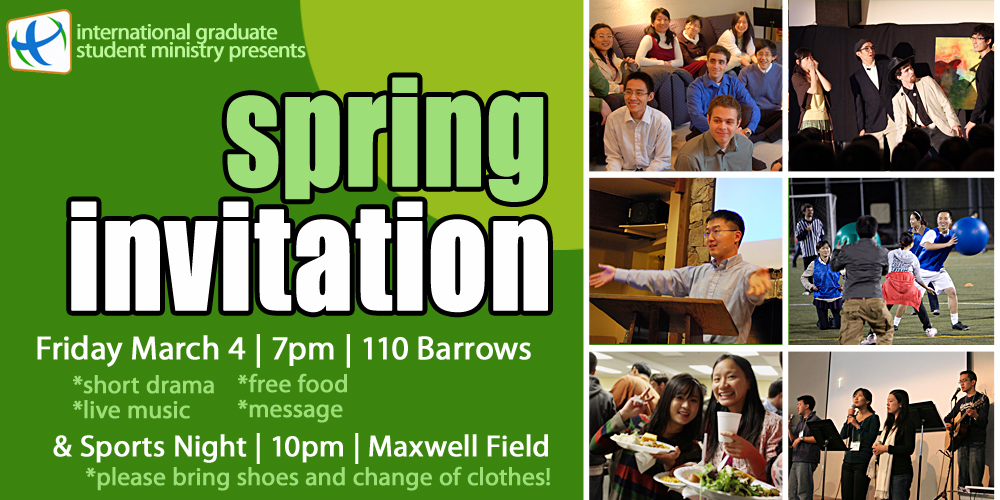 international graduate
student ministry presents
spring
invitation
Friday March 4 | 7pm | 110 Barrows
*short drama *free food
*live music *message
& Sports Night | 10pm | Maxwell Field
*please bring shoes and change of clothes!